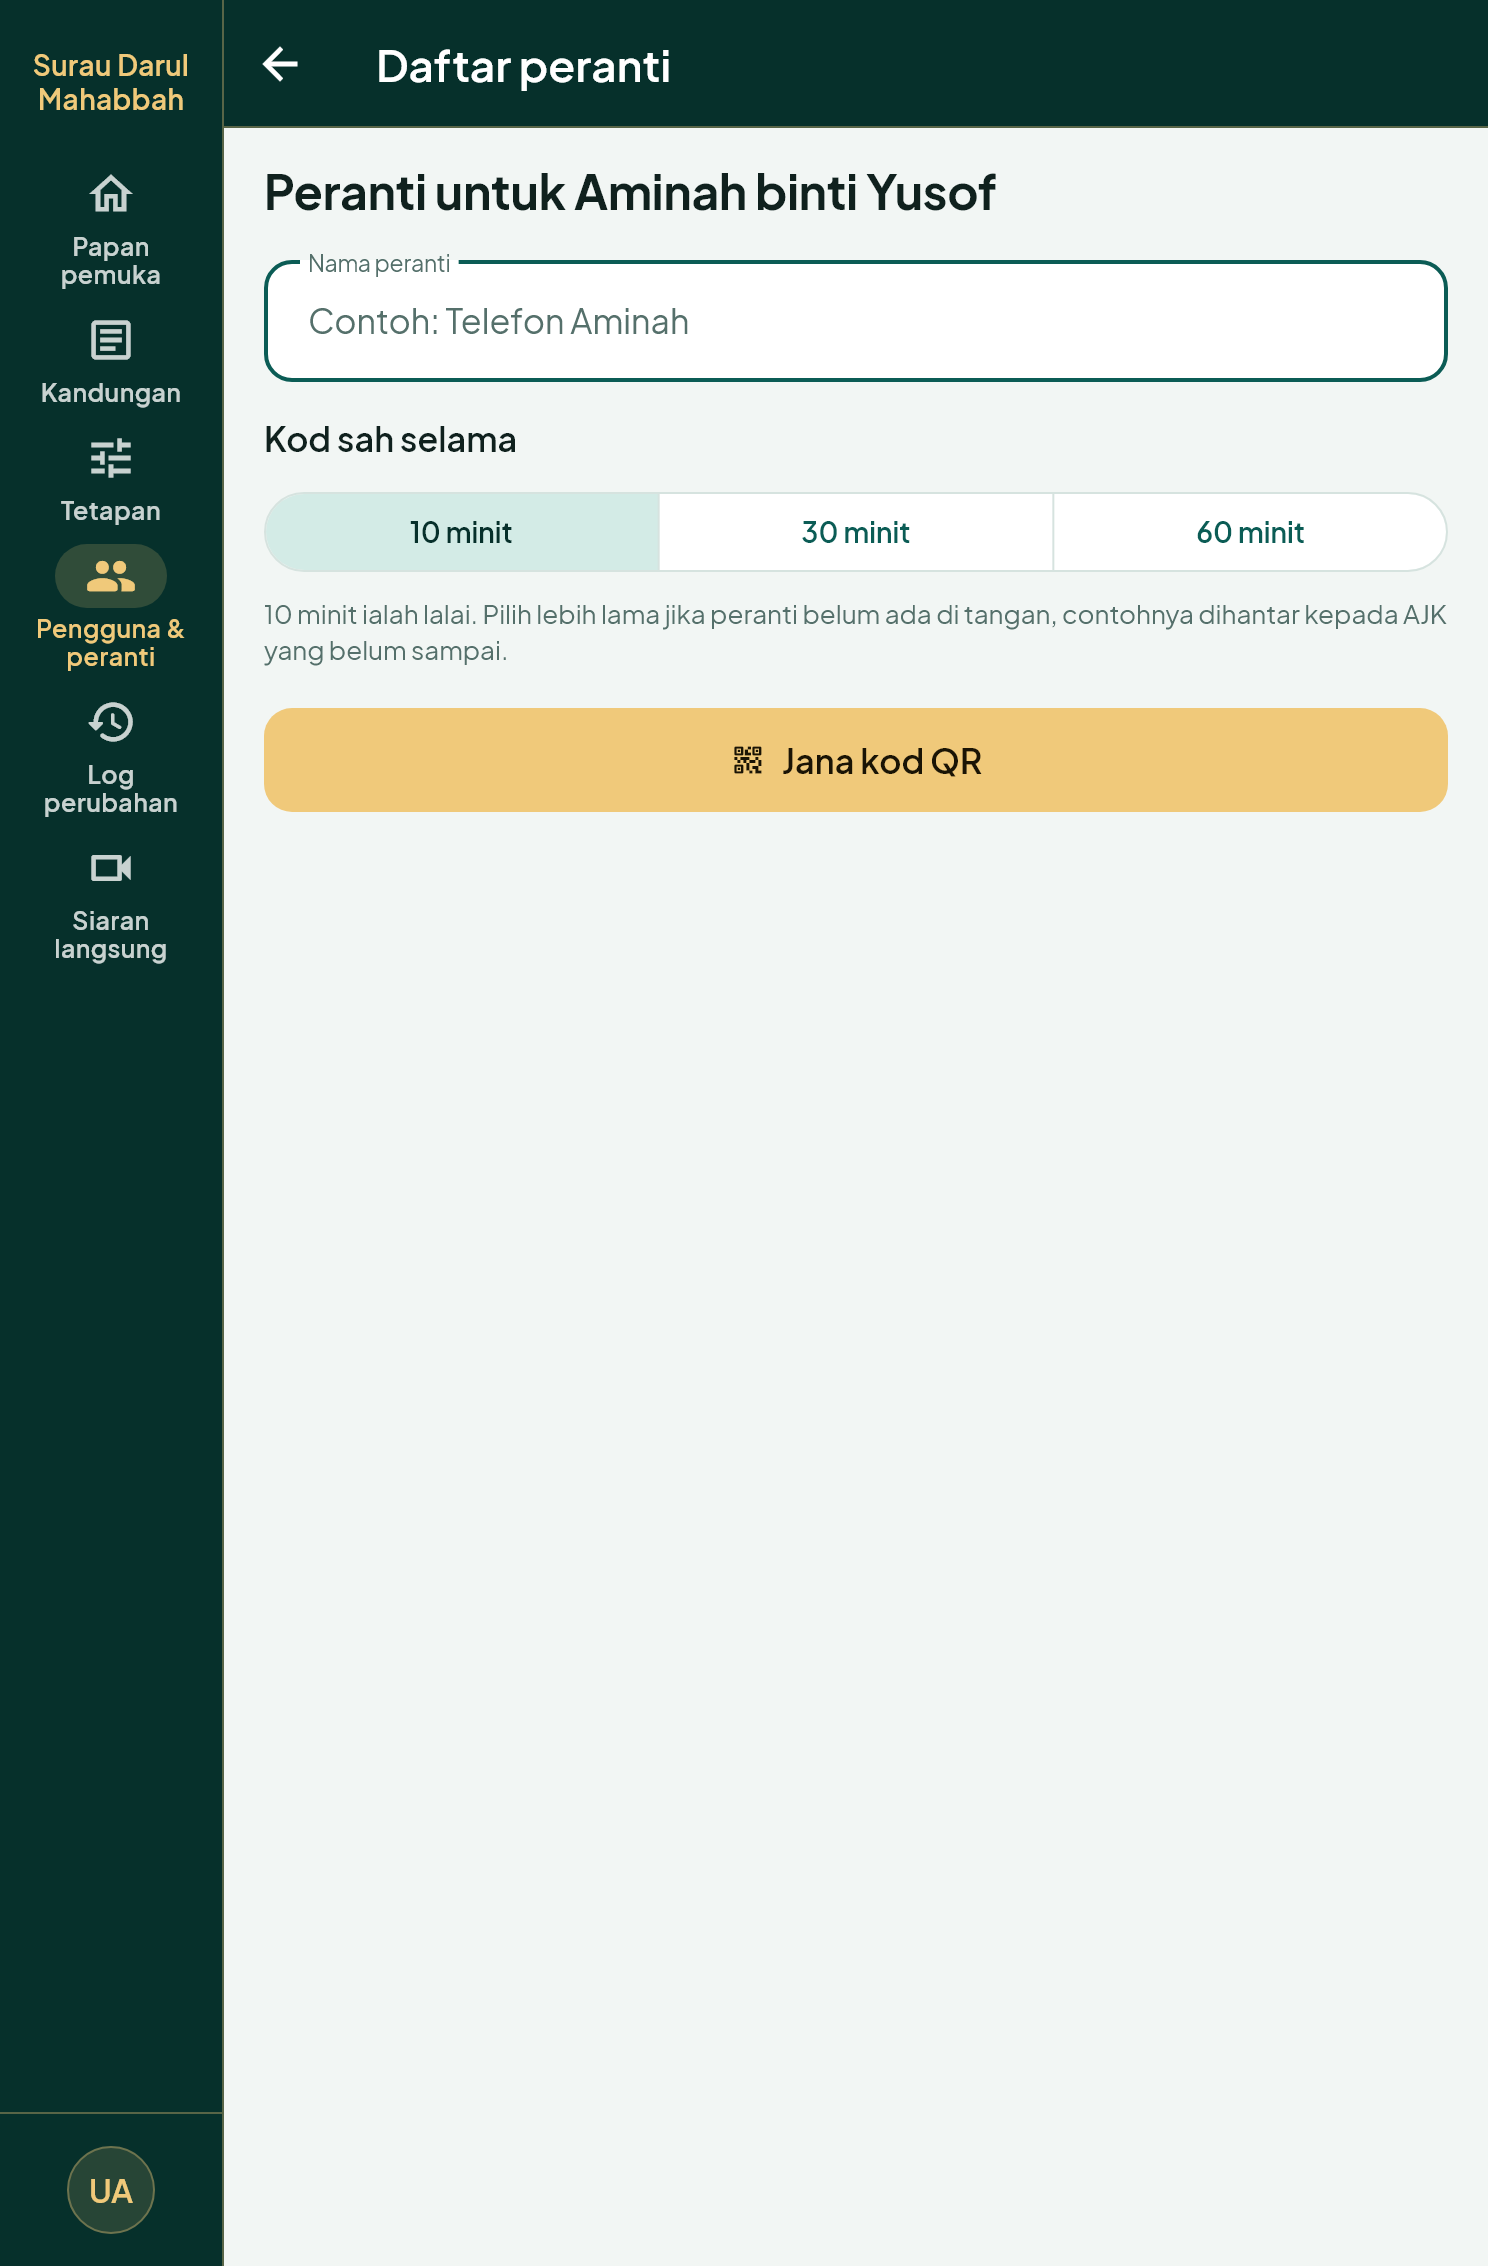 Surau Darul
Mahabbah
Papan
pemuka
Kandungan
Tetapan
Pengguna &
peranti
Log
perubahan
Siaran
langsung
UA
Daftar peranti
Peranti untuk Aminah binti Yusof
Nama peranti
Contoh: Telefon Aminah
Kod sah selama
10 minit
30 minit
60 minit
10 minit ialah lalai. Pilih lebih lama jika peranti belum ada di tangan, contohnya dihantar kepada AJK
yang belum sampai.
Jana kod QR